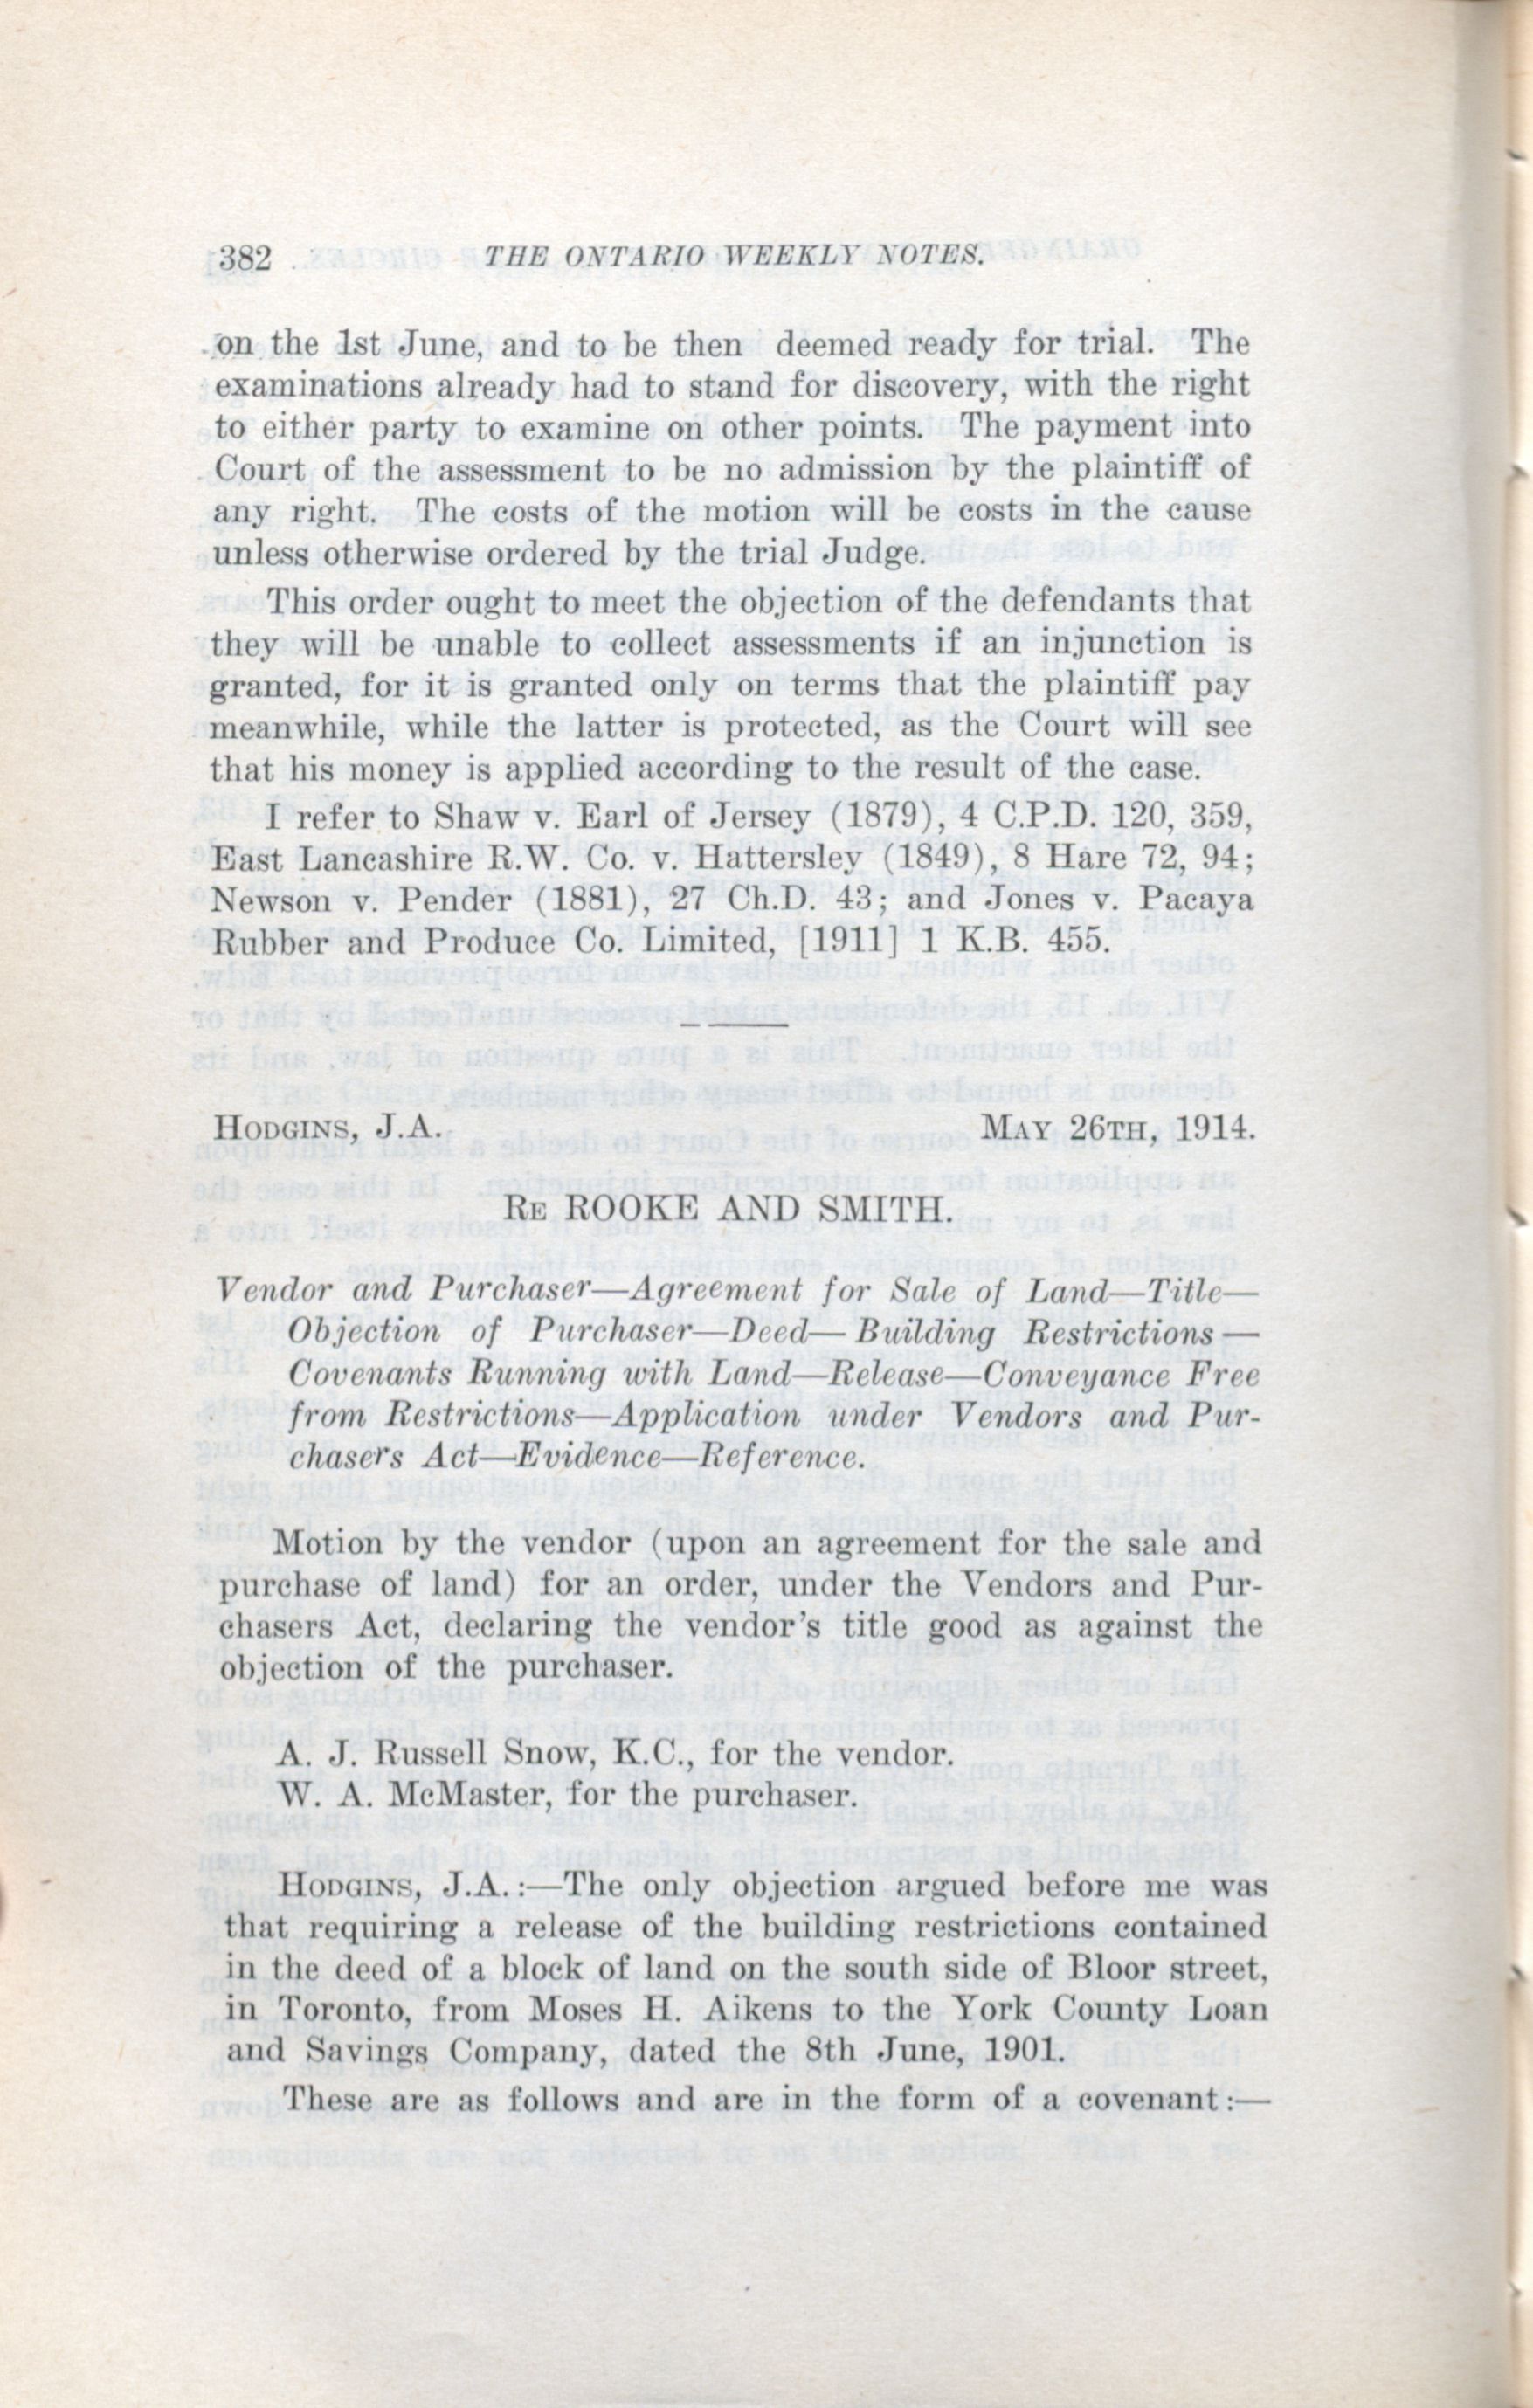 382 THE ONTARIO WEEKLY NOTES.
on the 1st June, and to be then deemed ready for trial. The
examinations already had to stand for discovery, with the right
to either party to examine on other points. The payment into
Court of the assessment to be no admission by the plaintiff of
any right. The costs of the motion will be costs in the cause
unless otherwise ordered by the trial Judge.
This order ought to meet the objection of the defendants that
they will be unable to collect assessments if an injunction is
granted, for it is granted only on terms that the plaintiff pay
meanwhile, while the latter is protected, as the Court will see
that his money is applied according to the result of the case.
I refer to Shaw v. Earl of Jersey (1879), 4 C.P.D. 120, 359,
East Lancashire R.W. Co. v. Hattersley (1849), 8 Hare 72, 94;
Newson v. Pender (1881), 27 Ch.D. 43; and Jones v. Pacaya
Rubber and Produce Co. Limited, [1911] 1 K.B. 455.
HODGINS, J.A. MAY 26TH, 1914.
RE ROOKE AND SMITH.
Vendor and Purchaser—Agreement for Sale of Land—Title—
Objection of Purchaser—Deed—Building Restrictions—
Covenants Running with Land—Release—Conveyance Free
from Restrictions—Application under Vendors and Pur-
chasers Act—Evidence—Reference.
Motion by the vendor (upon an agreement for the sale and
purchase of land) for an order, under the Vendors and Pur-
chasers Act, declaring the vendor's title good as against the
objection of the purchaser.
A. J. Russell Snow, K.C., for the vendor.
W. A. McMaster, for the purchaser.
HODGINS, J.A.:—The only objection argued before me was
that requiring a release of the building restrictions contained
in the deed of a block of land on the south side of Bloor street,
in Toronto, from Moses H. Aikens to the York County Loan
and Savings Company, dated the 8th June, 1901.
These are as follows and are in the form of a covenant:—